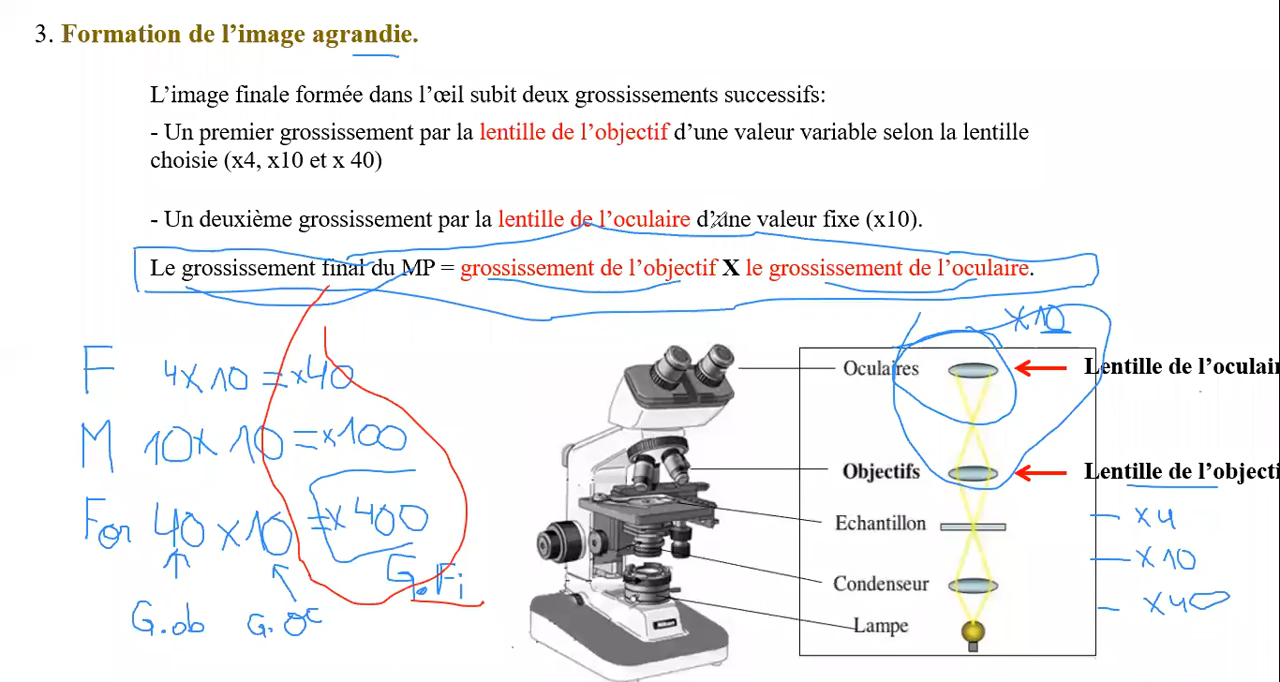 3. Formation de l’image agrandie.
L’image finale formée dans l’œil subit deux grossissements successifs:
- Un premier grossissement par la lentille de l’objectif d’une valeur variable selon la lentille
choisie (x4, x10 et x 40)
- Un deuxième grossissement par la lentille de l’oculaire d’une valeur fixe (x10).
Le grossissement final du MP = grossissement de l’objectif X le grossissement de l’oculaire.
x10
F 4x10 = x40
M 10x10 = x100
For 40x10 = x400
G.Fi
G.ob G.oc
Oculaires
Lentille de l’oculai
Objectifs
Lentille de l’objecti
Echantillon
Condenseur
Lampe
- x4
- x10
- x40